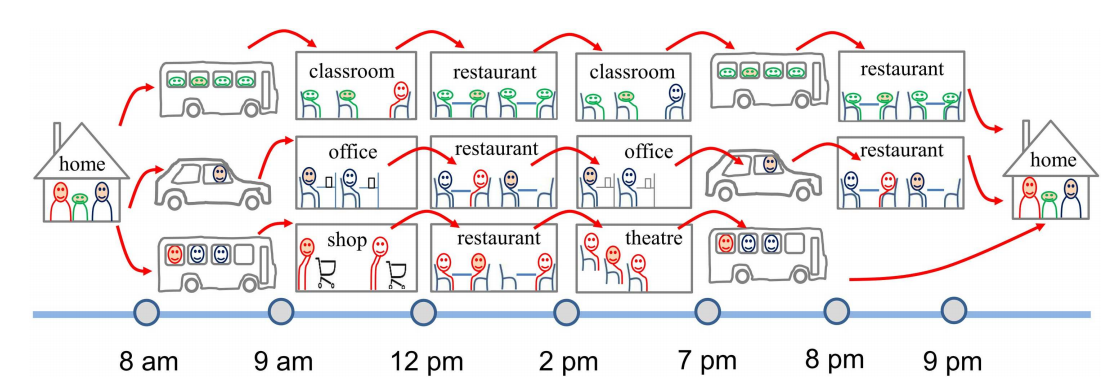 classroom
restaurant
classroom
restaurant
home
office
restaurant
office
restaurant
home
shop
restaurant
theatre
8 am
9 am
12 pm
2 pm
7 pm
8 pm
9 pm